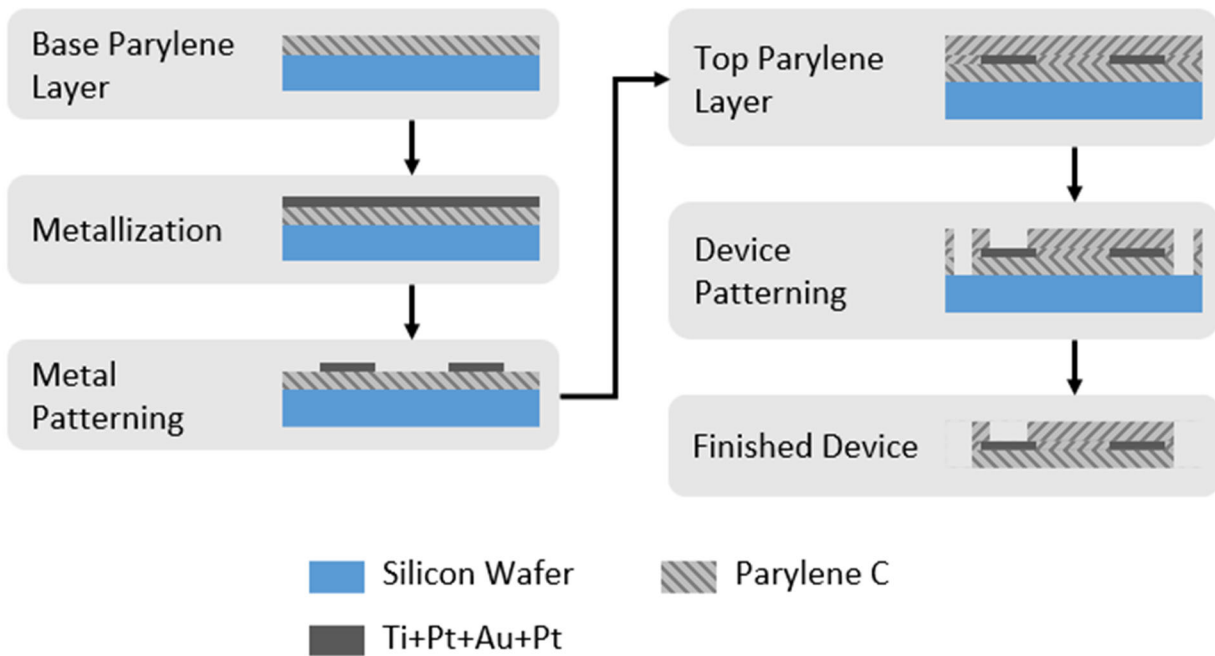 Base Parylene
Layer
Metallization
Metal
Patterning
Top Parylene
Layer
Device
Patterning
Finished Device
Silicon Wafer
Parylene C
Ti+Pt+Au+Pt